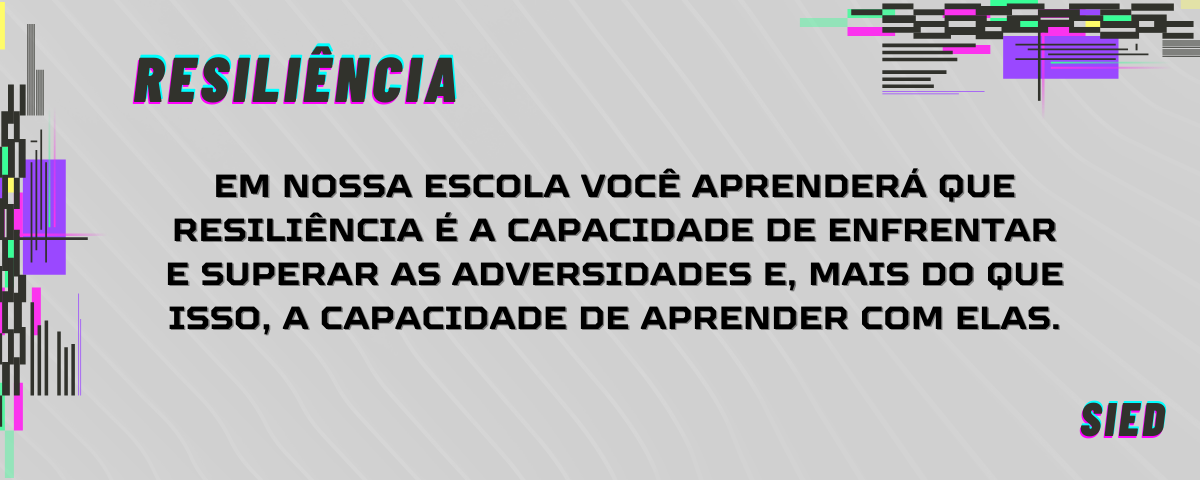 RESILIÊNCIA
EM NOSSA ESCOLA VOCÊ APRENDERÁ QUE
RESILIÊNCIA É A CAPACIDADE DE ENFRENTAR
E SUPERAR AS ADVERSIDADES E, MAIS DO QUE
ISSO, A CAPACIDADE DE APRENDER COM ELAS.
SIED